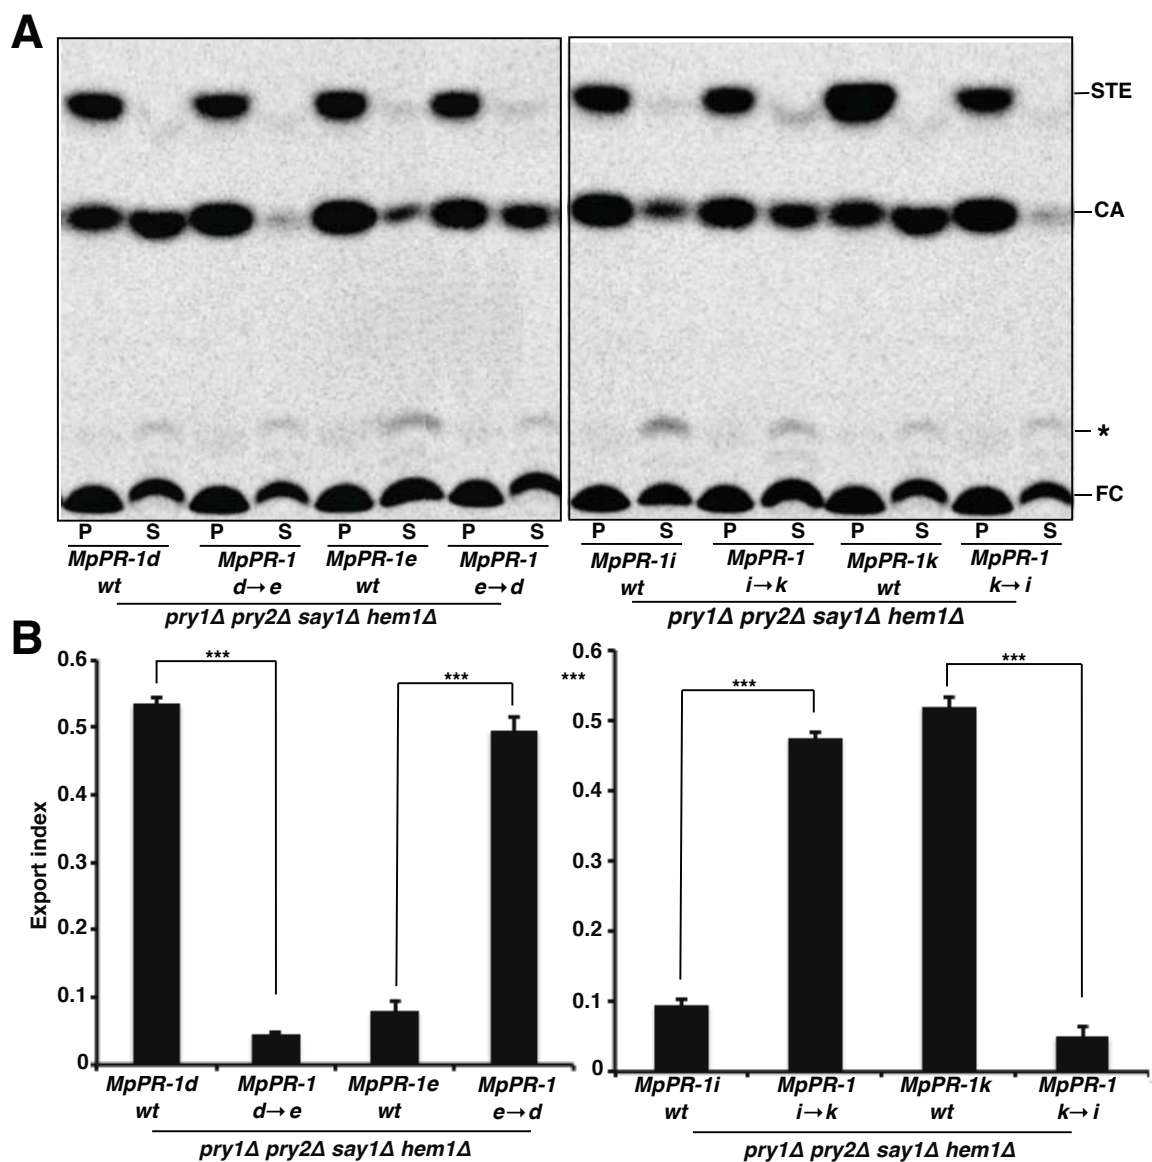 A
STE
CA
*
FC
P S P S P S P S P S P S P S P S
MpPR-1d MpPR-1 MpPR-1e MpPR-1 MpPR-1i MpPR-1 MpPR-1k MpPR-1
wt d→e wt e→d wt i→k wt k→i
pry1Δ pry2Δ say1Δ hem1Δ pry1Δ pry2Δ say1Δ hem1Δ
B
Export index
0.6
0.5
0.4
0.3
0.2
0.1
0
*** *** ***
MpPR-1d MpPR-1 MpPR-1e MpPR-1
wt d→e wt e→d
pry1Δ pry2Δ say1Δ hem1Δ
0.6
0.5
0.4
0.3
0.2
0.1
0
*** ***
MpPR-1i MpPR-1 MpPR-1k MpPR-1
wt i→k wt k→i
pry1Δ pry2Δ say1Δ hem1Δ